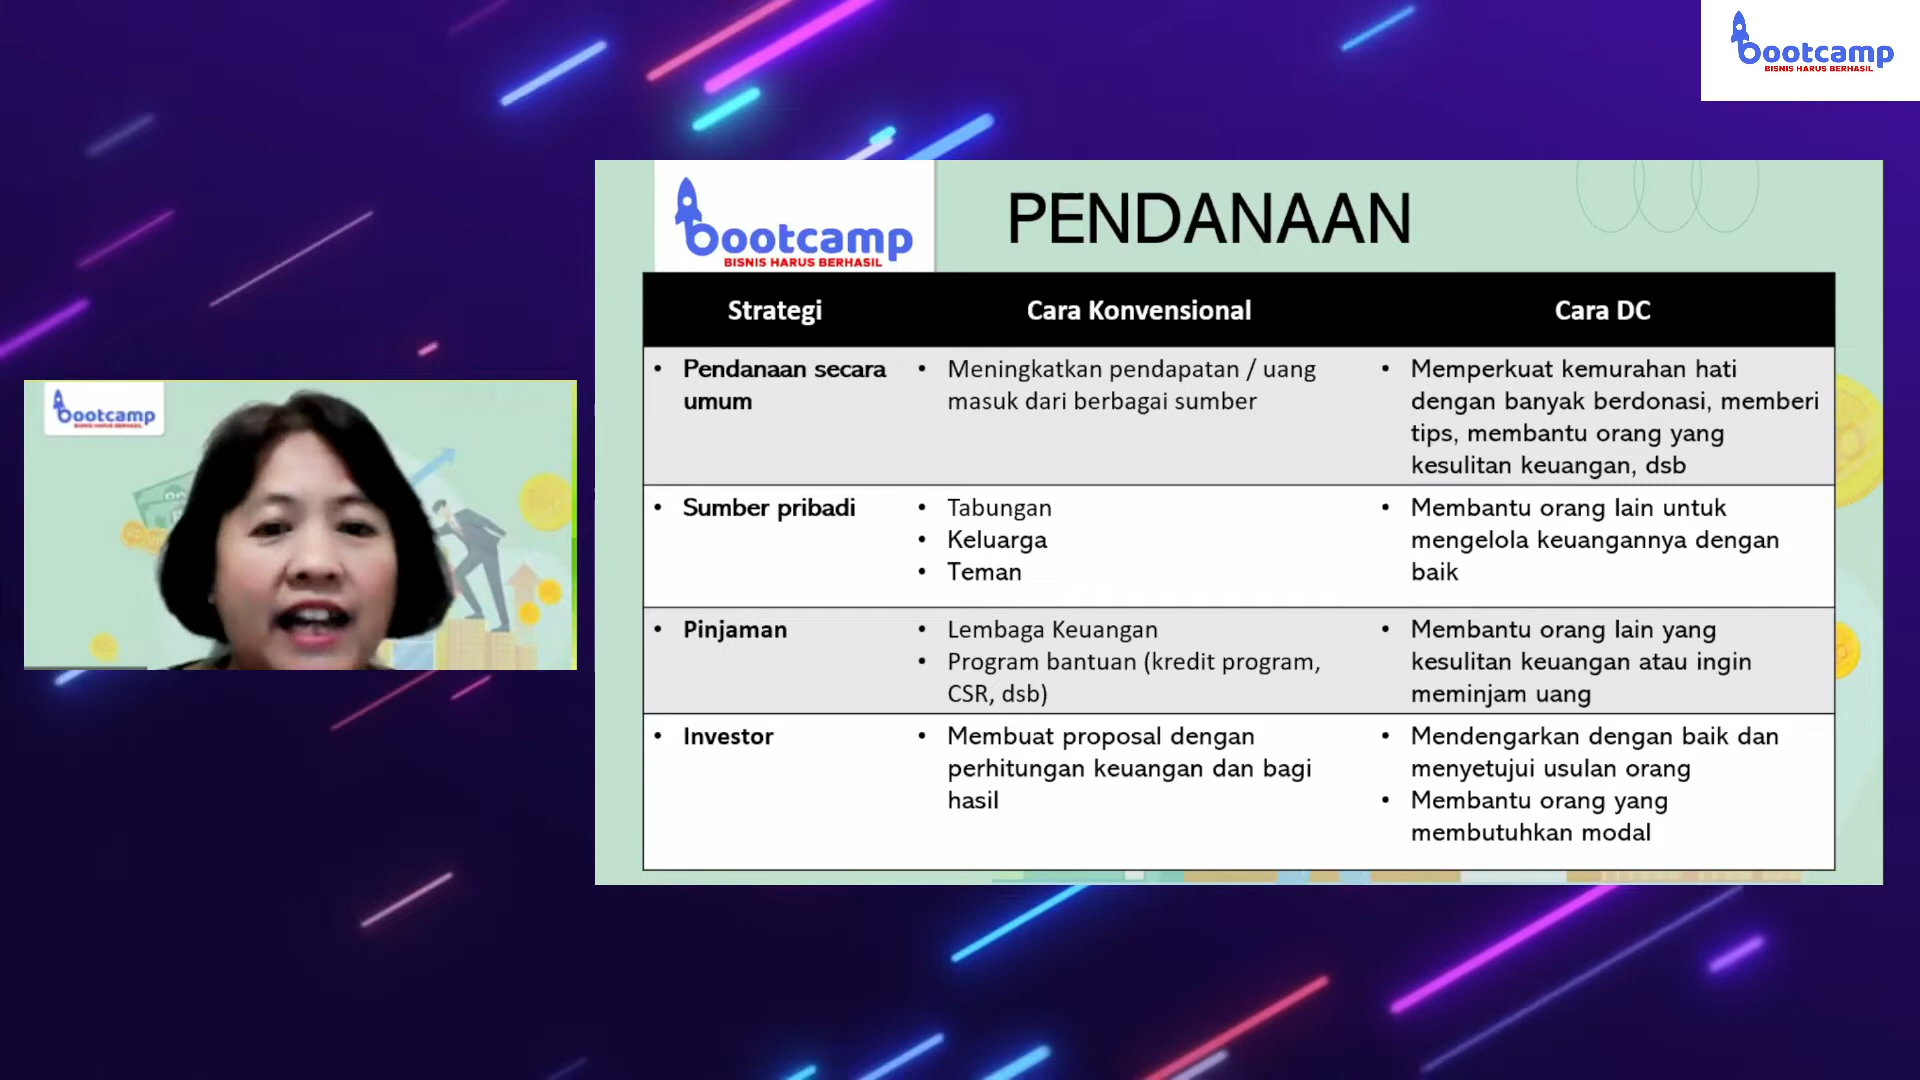 bootcamp
BISNIS HARUS BERHASIL
bootcamp
BISNIS HARUS BERHASIL
PENDANAAN
Strategi
Cara Konvensional
Cara DC
• Pendanaan secara
umum
• Meningkatkan pendapatan / uang
masuk dari berbagai sumber
• Memperkuat kemurahan hati
dengan banyak berdonasi, memberi
tips, membantu orang yang
kesulitan keuangan, dsb
• Sumber pribadi
• Tabungan
• Keluarga
• Teman
• Membantu orang lain untuk
mengelola keuangannya dengan
baik
• Pinjaman
• Lembaga Keuangan
• Program bantuan (kredit program,
CSR, dsb)
• Membantu orang lain yang
kesulitan keuangan atau ingin
meminjam uang
• Investor
• Membuat proposal dengan
perhitungan keuangan dan bagi
hasil
• Mendengarkan dengan baik dan
menyetujui usulan orang
• Membantu orang yang
membutuhkan modal
bootcamp
BISNIS HARUS BERHASIL